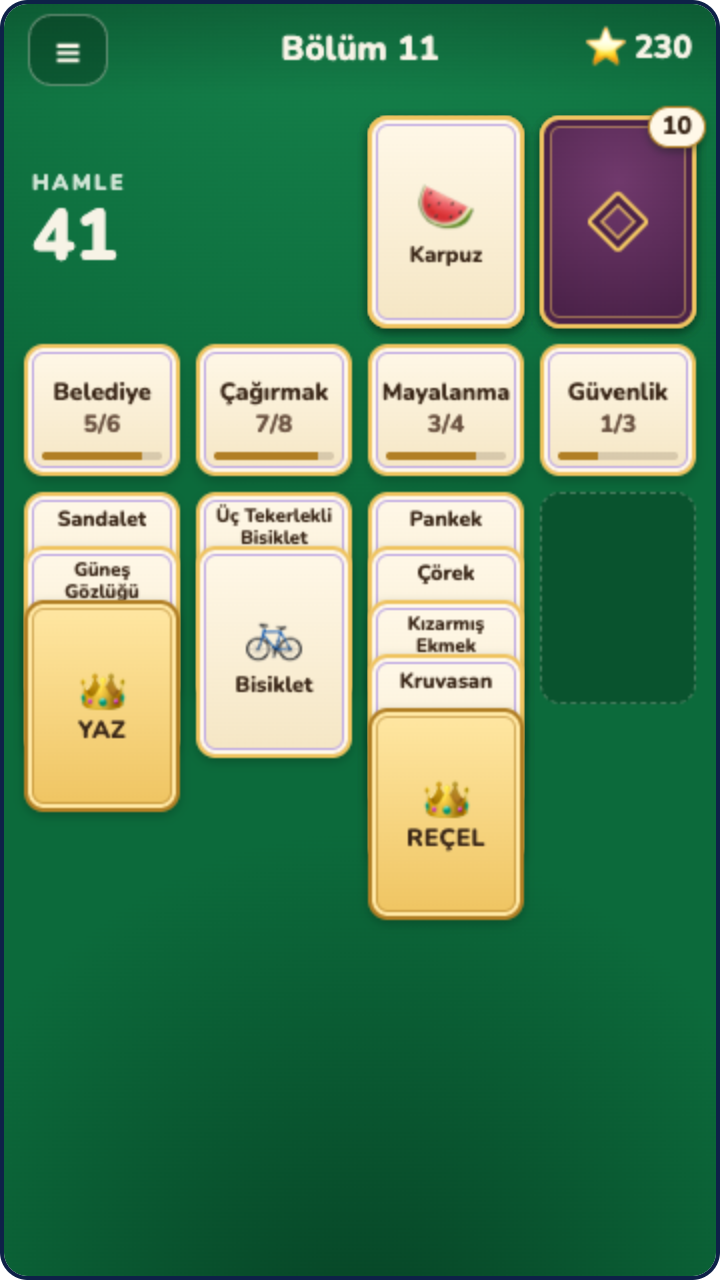 Bölüm 11
230
10
HAMLE
41
Karpuz
Belediye
5/6
Çağırmak
7/8
Mayalanma
3/4
Güvenlik
1/3
Sandalet
Güneş
Gözlüğü
YAZ
Üç Tekerlekli
Bisiklet
Bisiklet
Pankek
Çörek
Kızarmış
Ekmek
Kruvasan
REÇEL